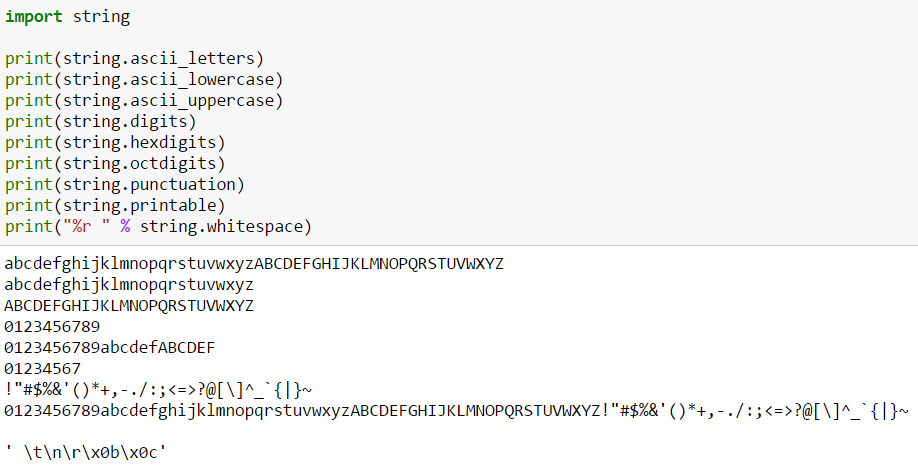 import string
print(string.ascii_letters)
print(string.ascii_lowercase)
print(string.ascii_uppercase)
print(string.digits)
print(string.hexdigits)
print(string.octdigits)
print(string.punctuation)
print(string.printable)
print("%r " % string.whitespace)
abcdefghijklmnopqrstuvwxyzABCDEFGHIJKLMNOPQRSTUVWXYZ
abcdefghijklmnopqrstuvwxyz
ABCDEFGHIJKLMNOPQRSTUVWXYZ
0123456789
0123456789abcdefABCDEF
01234567
!"#$%&'()*+,-./:;<=>?@[\]^_`{|}~
0123456789abcdefghijklmnopqrstuvwxyzABCDEFGHIJKLMNOPQRSTUVWXYZ!"#$%&'()*+,-./:;<=>?@[\]^_`{|}~
' \t\n\r\x0b\x0c'